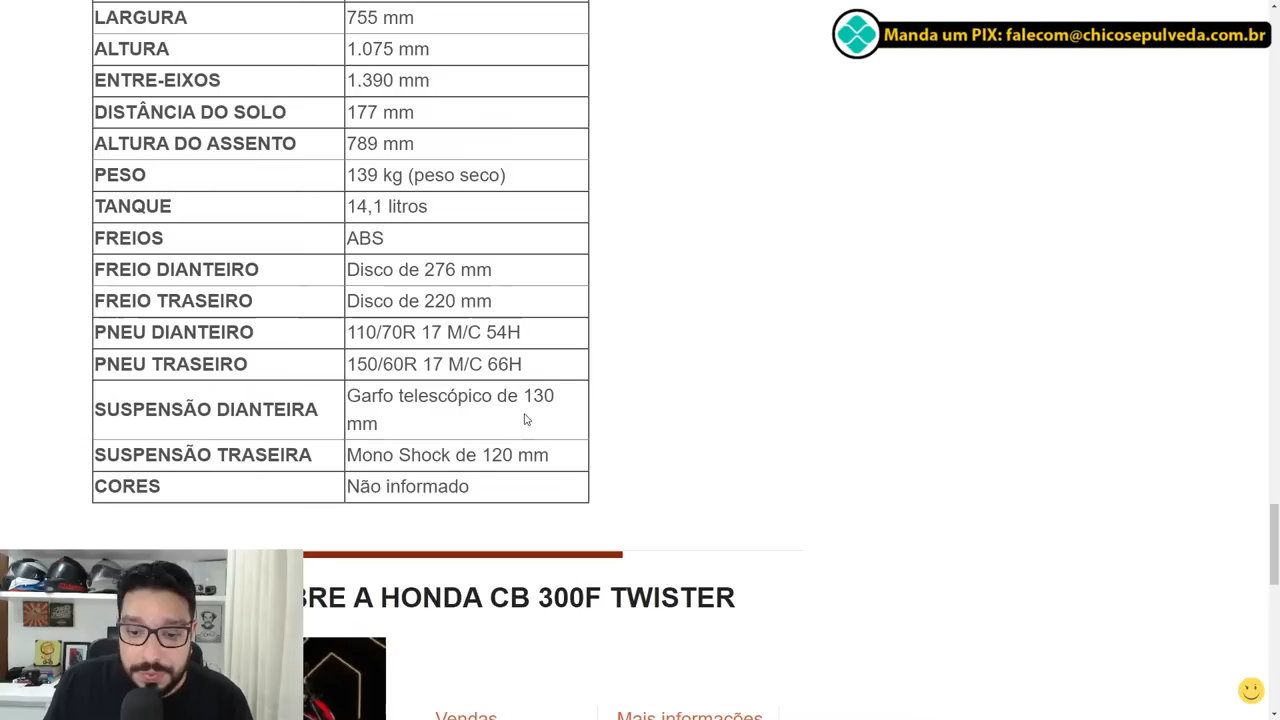 Manda um PIX: falecom@chicosepulveda.com.br
LARGURA 755 mm
ALTURA 1.075 mm
ENTRE-EIXOS 1.390 mm
DISTÂNCIA DO SOLO 177 mm
ALTURA DO ASSENTO 789 mm
PESO 139 kg (peso seco)
TANQUE 14,1 litros
FREIOS ABS
FREIO DIANTEIRO Disco de 276 mm
FREIO TRASEIRO Disco de 220 mm
PNEU DIANTEIRO 110/70R 17 M/C 54H
PNEU TRASEIRO 150/60R 17 M/C 66H
SUSPENSÃO DIANTEIRA Garfo telescópico de 130
mm
SUSPENSÃO TRASEIRA Mono Shock de 120 mm
CORES Não informado
BRE A HONDA CB 300F TWISTER
Vendas Mais informações